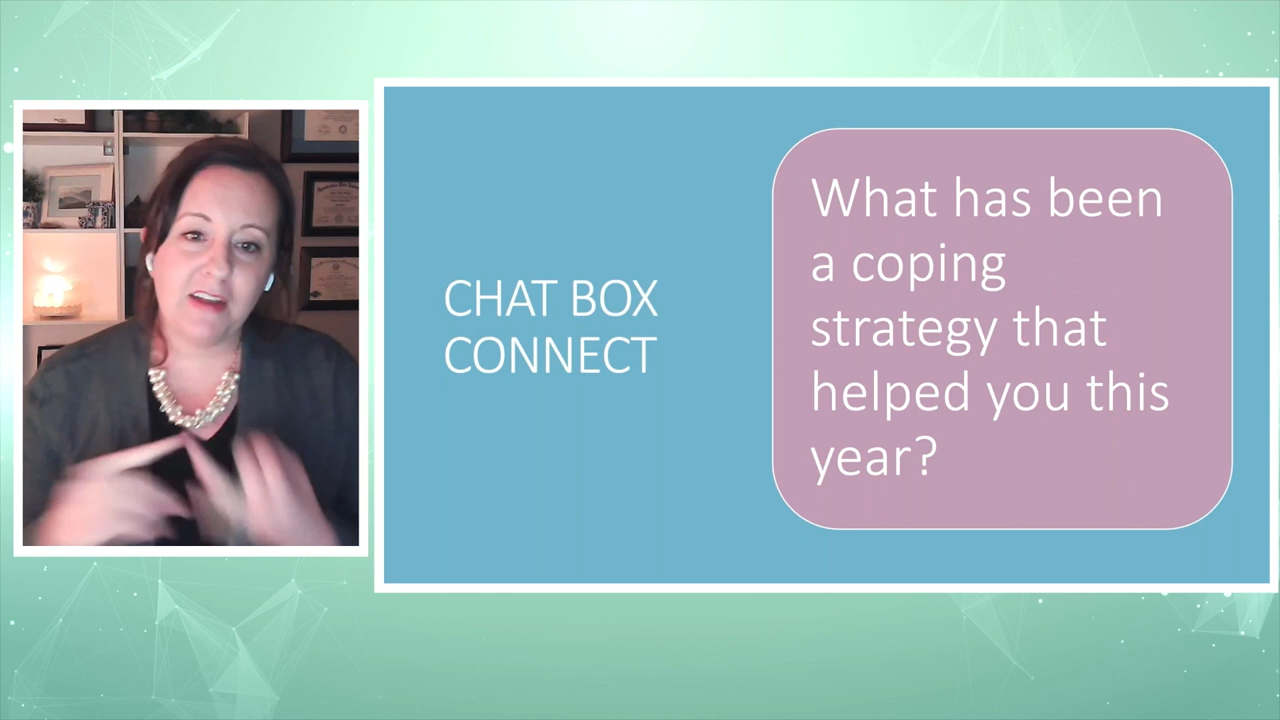 CHAT BOX
CONNECT
What has been
a coping
strategy that
helped you this
year?